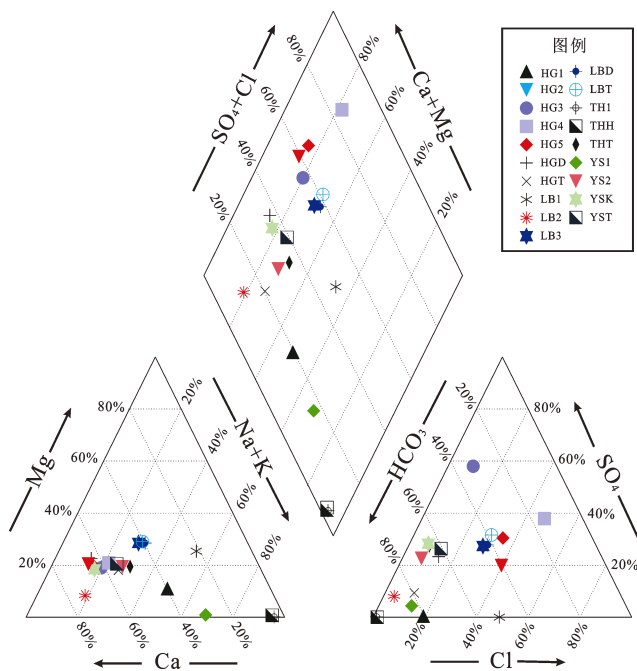 80%
80%
60%
60%
40%
40%
20%
20%
SO₄+Cl
Ca+Mg
图例
HG1
HG2
HG3
HG4
HG5
HGD
HGT
LB1
LB2
LB3
LBD
LBT
TH1
THH
THT
YS1
YS2
YSK
YST
80%
60%
40%
20%
20%
40%
60%
80%
80%
60%
40%
20%
Mg
Na+K
Ca
20%
40%
60%
80%
80%
60%
40%
20%
20%
40%
60%
80%
HCO₃
SO₄
Cl